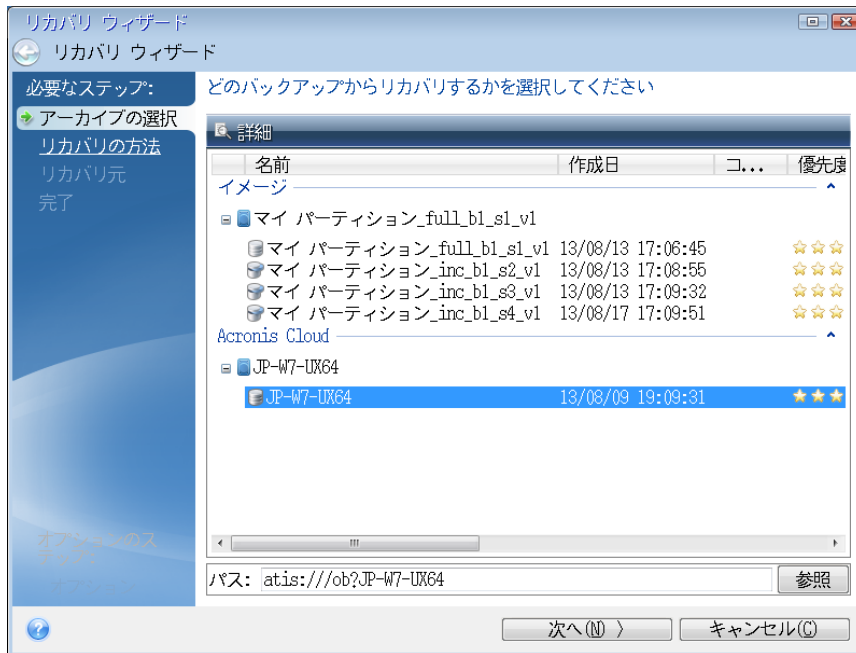 リカバリ ウィザード
リカバリ ウィザード
必要なステップ:
アーカイブの選択
リカバリの方法
リカバリ元
完了
どのバックアップからリカバリするかを選択してください
詳細
名前 作成日 コ... 優先度
イメージ
マイ パーティション_full_b1_s1_v1
マイ パーティション_full_b1_s1_v1 13/08/13 17:06:45
マイ パーティション_inc_b1_s2_v1 13/08/13 17:08:55
マイ パーティション_inc_b1_s3_v1 13/08/13 17:09:32
マイ パーティション_inc_b1_s4_v1 13/08/17 17:09:51
Acronis Cloud
JP-W7-UX64
JP-W7-UX64 13/08/09 19:09:31
オプションのス
パス: atis:///ob?JP-W7-UX64 参照
次へ(N) 〉 キャンセル(C)